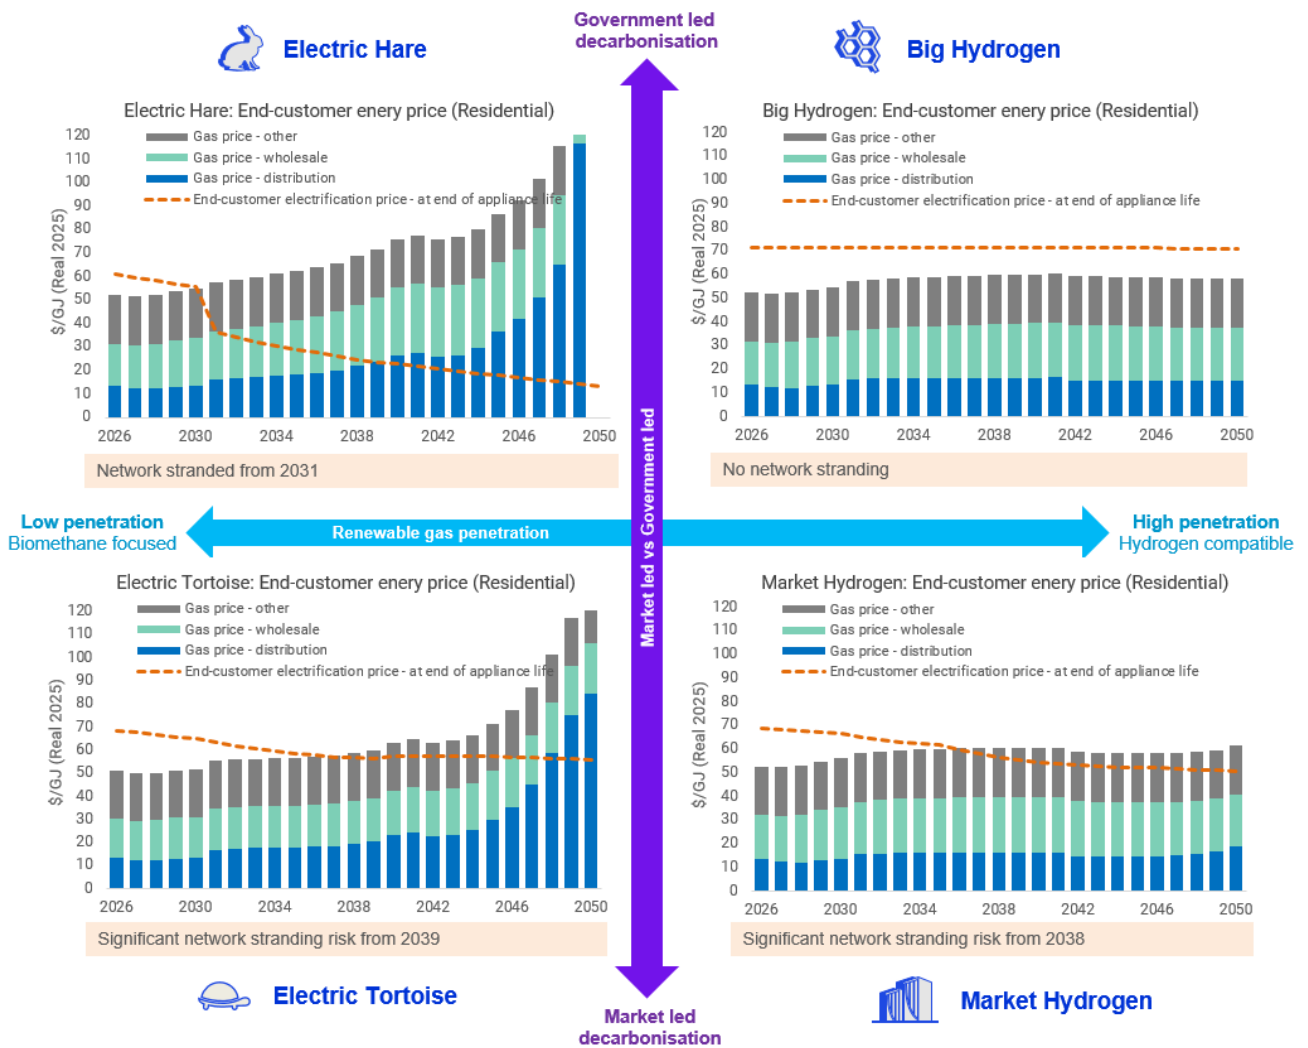 Government led
decarbonisation
Electric Hare
Big Hydrogen
Electric Hare: End-customer enery price (Residential)
Gas price - other
Gas price - wholesale
Gas price - distribution
End-customer electrification price - at end of appliance life
$/GJ (Real 2025)
120
110
100
90
80
70
60
50
40
30
20
10
0
2026 2030 2034 2038 2042 2046 2050
Network stranded from 2031
Big Hydrogen: End-customer enery price (Residential)
Gas price - other
Gas price - wholesale
Gas price - distribution
End-customer electrification price - at end of appliance life
$/GJ (Real 2025)
120
110
100
90
80
70
60
50
40
30
20
10
0
2026 2030 2034 2038 2042 2046 2050
No network stranding
Market led vs Government led
Low penetration
Biomethane focused
Renewable gas penetration
High penetration
Hydrogen compatible
Electric Tortoise: End-customer enery price (Residential)
Gas price - other
Gas price - wholesale
Gas price - distribution
End-customer electrification price - at end of appliance life
$/GJ (Real 2025)
120
110
100
90
80
70
60
50
40
30
20
10
0
2026 2030 2034 2038 2042 2046 2050
Significant network stranding risk from 2039
Market Hydrogen: End-customer enery price (Residential)
Gas price - other
Gas price - wholesale
Gas price - distribution
End-customer electrification price - at end of appliance life
$/GJ (Real 2025)
120
110
100
90
80
70
60
50
40
30
20
10
0
2026 2030 2034 2038 2042 2046 2050
Significant network stranding risk from 2038
Electric Tortoise
Market Hydrogen
Market led
decarbonisation